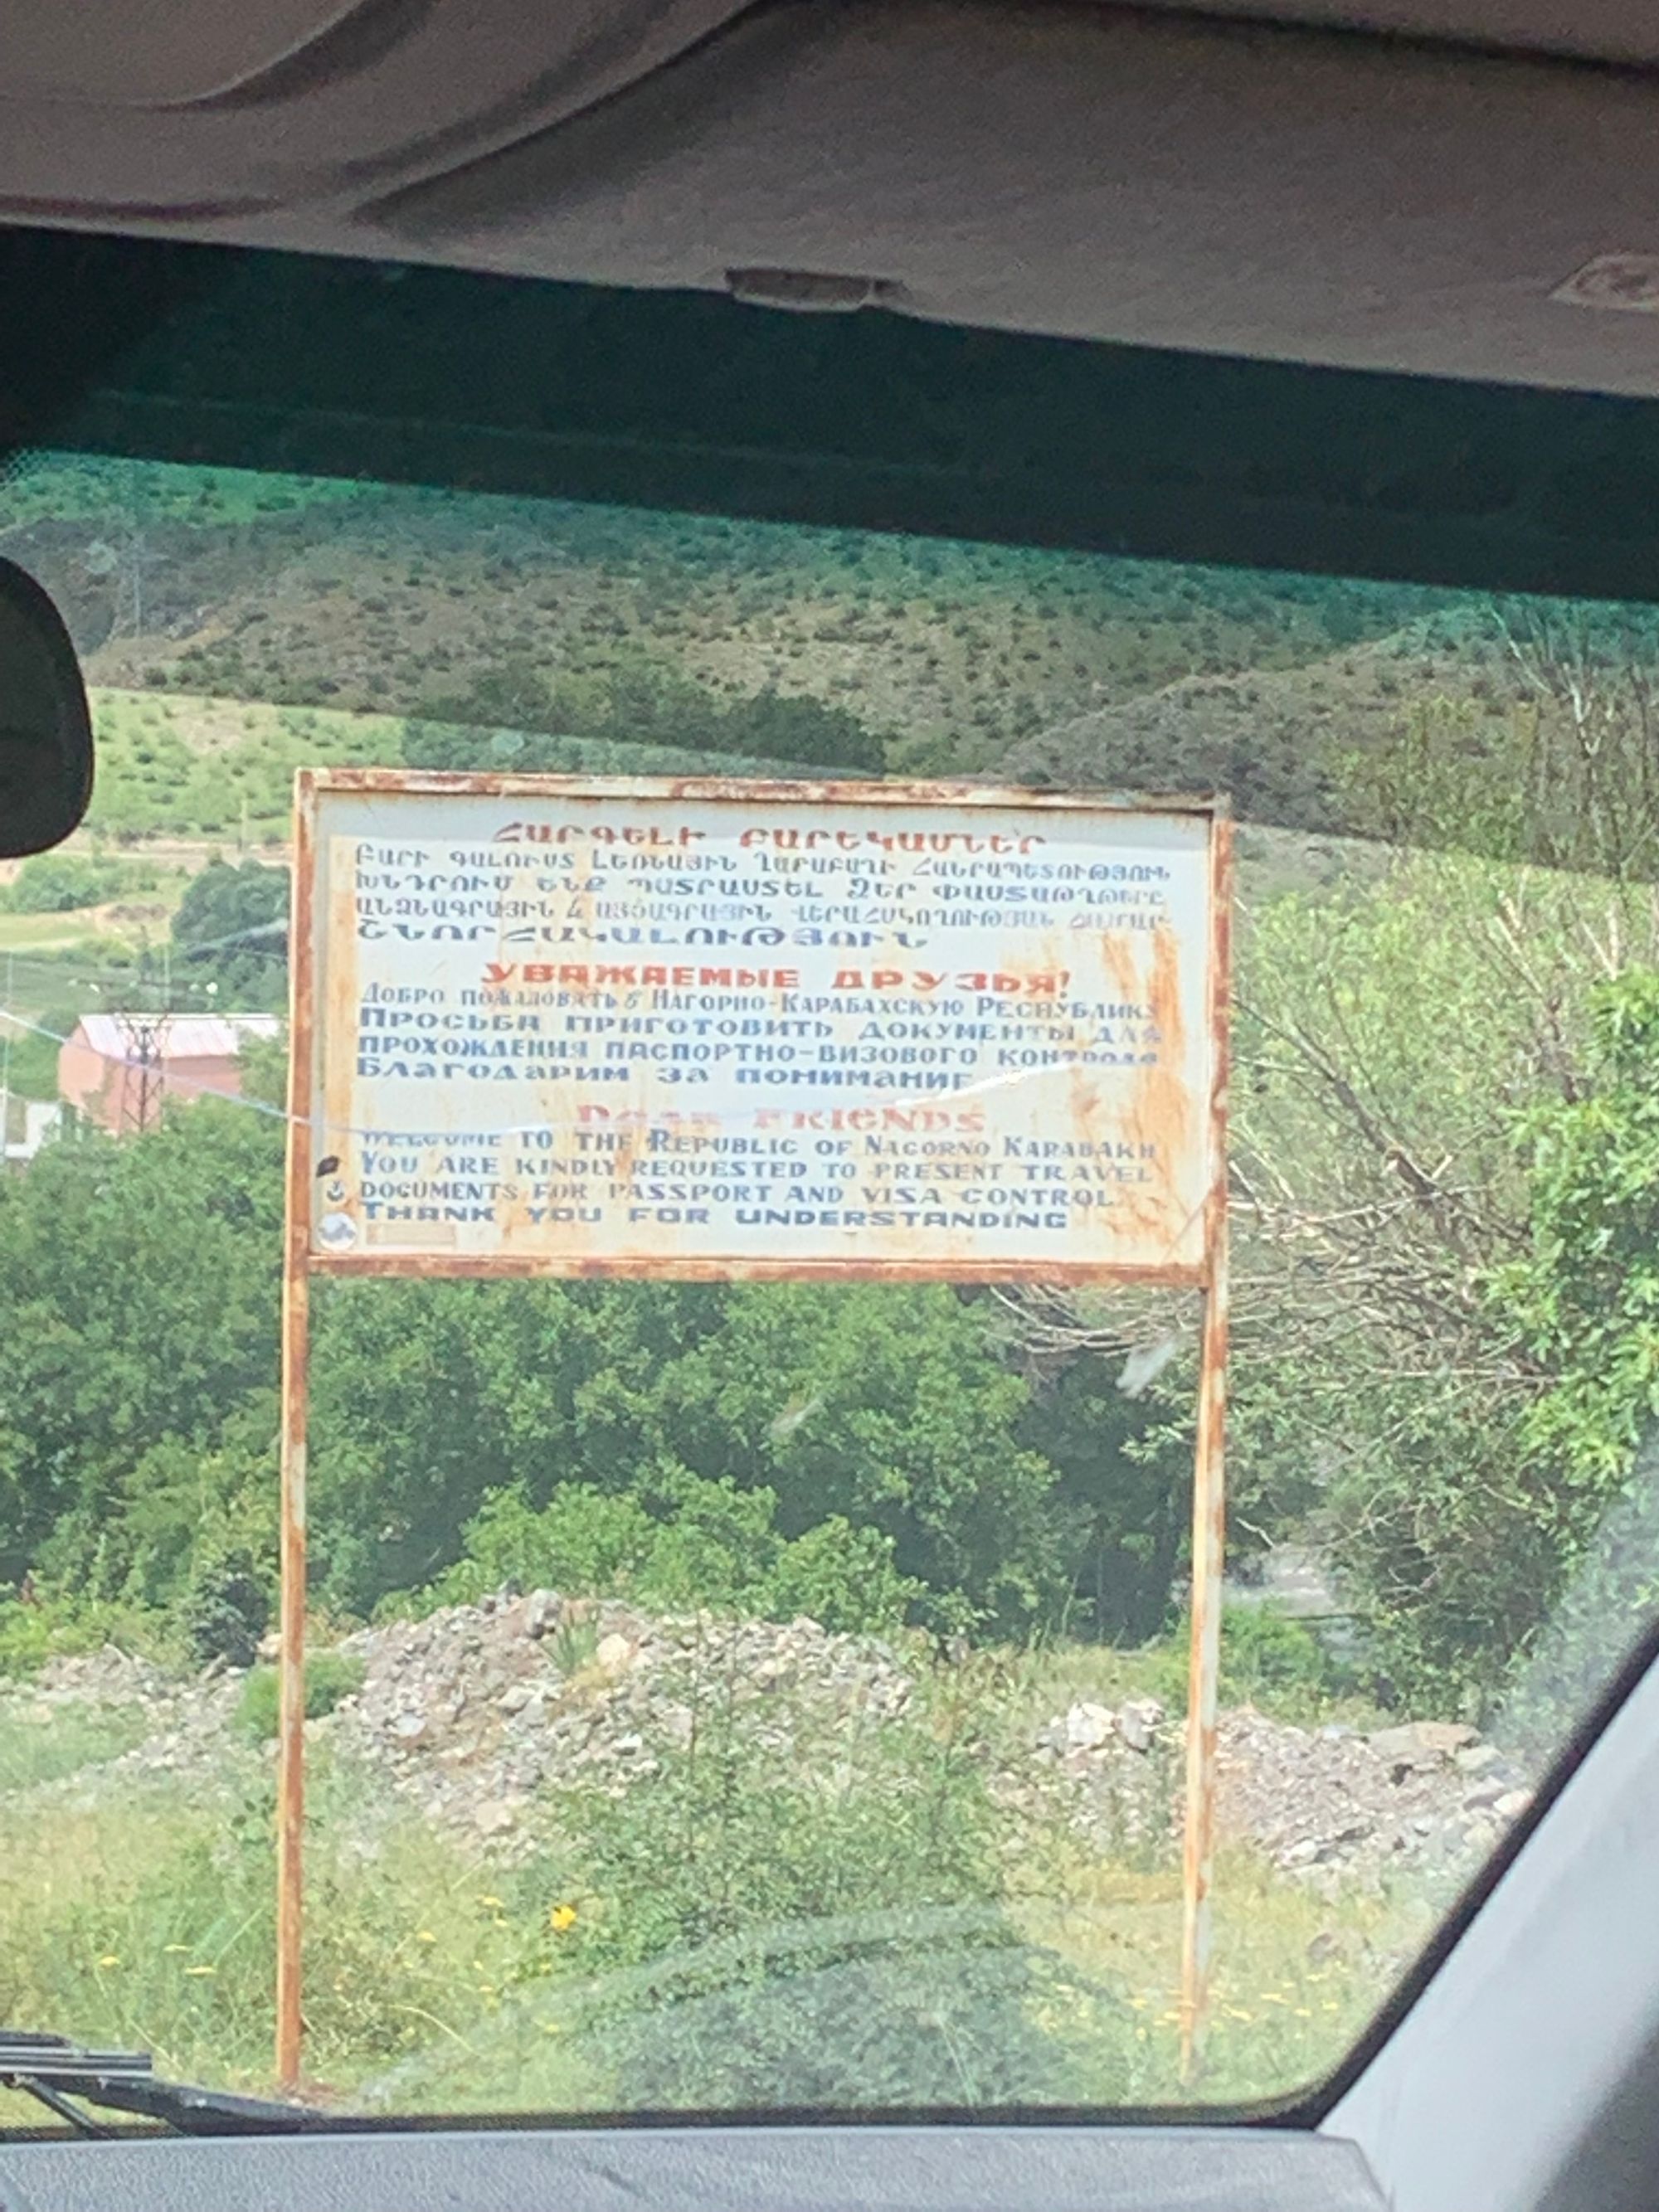 ՀԱՐԳԵԼԻ ԲԱՐԵԿԱՄՆԵՐ
ԲԱՐԻ ԳԱԼՈՒՍՏ ԼԵՌՆԱՅԻՆ ՂԱՐԱԲԱՂԻ ՀԱՆՐԱՊԵՏՈՒԹՅՈՒՆ
ԽՆԴՐՈՒՄ ԵՆՔ ՊԱՏՐԱՍՏԵԼ ՁԵՐ ՓԱՍՏԱԹՂԹԵՐԸ
ԱՆՁՆԱԳՐԱՅԻՆ և ԱՅՑԱԳՐԱՅԻՆ ՎԵՐԱՀՍԿՈՂՈՒԹՅԱՆ ՀԱՄԱՐ
ՇՆՈՐՀԱԿԱԼՈՒԹՅՈՒՆ
УВАЖАЕМЫЕ ДРУЗЬЯ!
ДОБРО ПОЖАЛОВАТЬ в НАГОРНО-КАРАБАХСКУЮ РЕСПУБЛИКУ
ПРОСЬБА ПРИГОТОВИТЬ ДОКУМЕНТЫ ДЛЯ
ПРОХОЖДЕНИЯ ПАСПОРТНО-ВИЗОВОГО КОНТРОЛЯ
БЛАГОДАРИМ ЗА ПОНИМАНИЕ
DEAR FRIENDS
WELCOME TO THE REPUBLIC OF NAGORNO KARABAKH
YOU ARE KINDLY REQUESTED TO PRESENT TRAVEL
DOCUMENTS FOR PASSPORT AND VISA CONTROL
THANK YOU FOR UNDERSTANDING